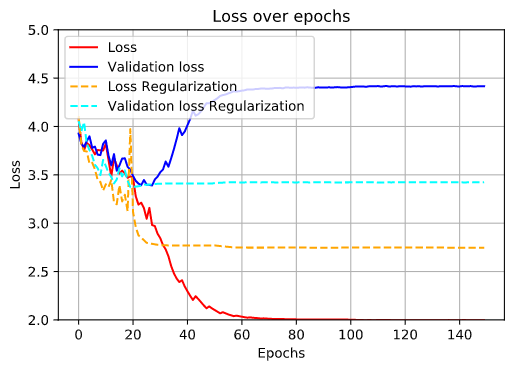 Loss over epochs
Loss
Validation loss
Loss Regularization
Validation loss Regularization
5.0
4.5
4.0
3.5
3.0
2.5
2.0
Loss
0 20 40 60 80 100 120 140
Epochs